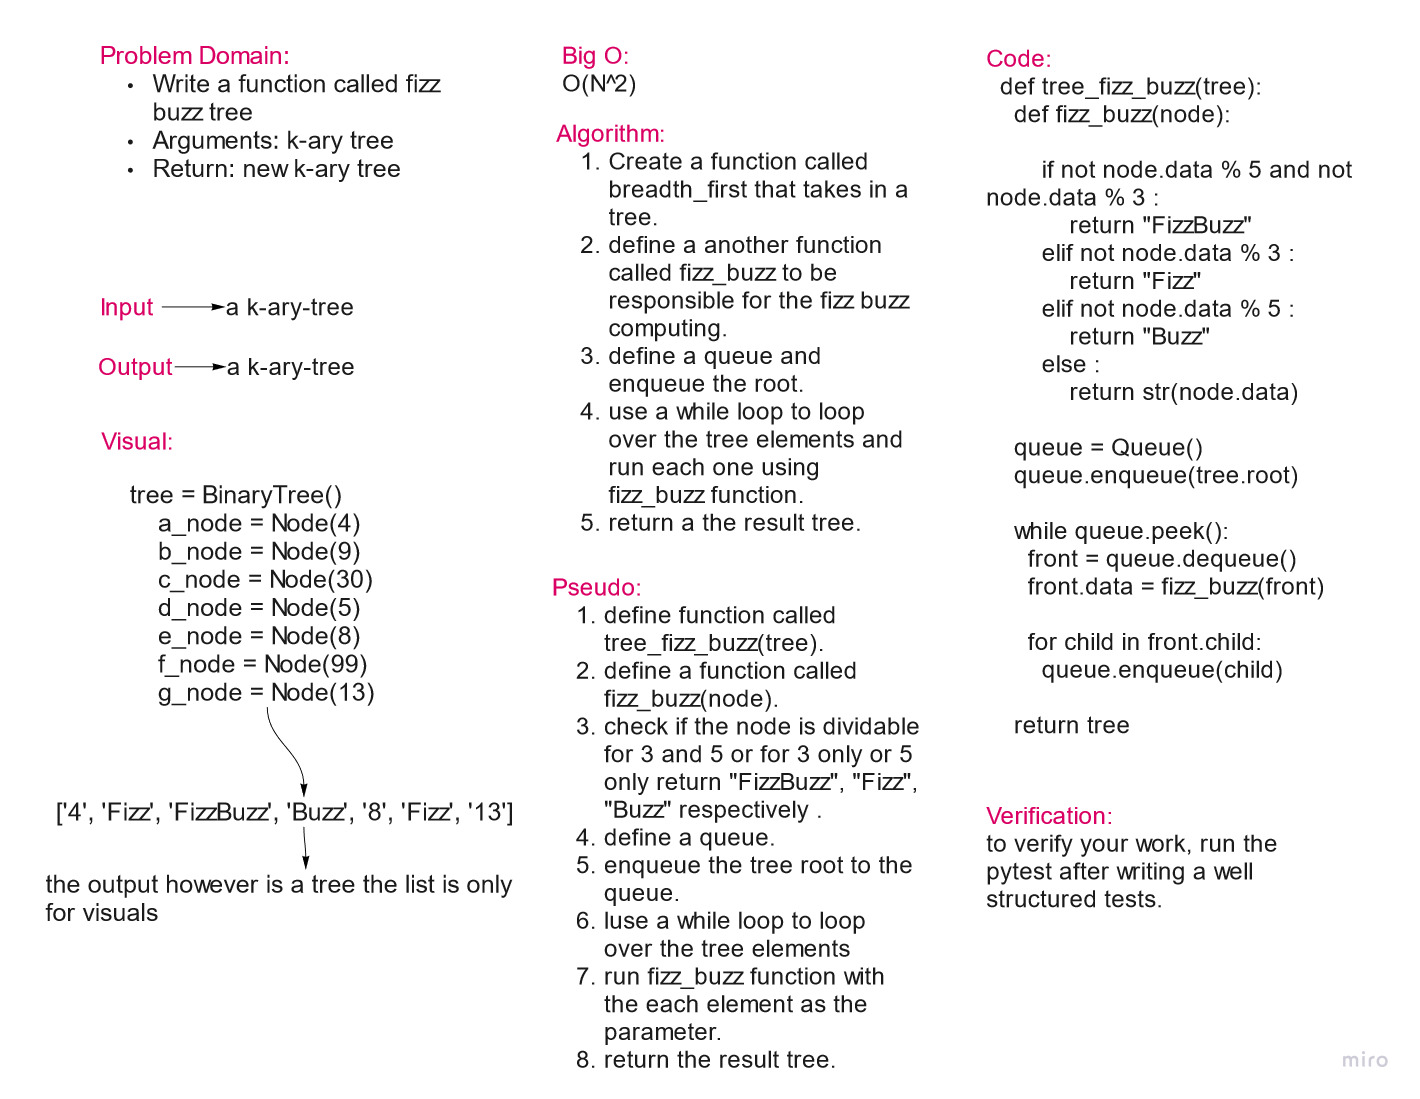 Problem Domain:
• Write a function called fizz
buzz tree
• Arguments: k-ary tree
• Return: new k-ary tree
Input a k-ary-tree
Output a k-ary-tree
Visual:
tree = BinaryTree()
a_node = Node(4)
b_node = Node(9)
c_node = Node(30)
d_node = Node(5)
e_node = Node(8)
f_node = Node(99)
g_node = Node(13)
['4', 'Fizz', 'FizzBuzz', 'Buzz', '8', 'Fizz', '13']
the output however is a tree the list is only
for visuals
Big O:
O(N^2)
Algorithm:
1. Create a function called
breadth_first that takes in a
tree.
2. define a another function
called fizz_buzz to be
responsible for the fizz buzz
computing.
3. define a queue and
enqueue the root.
4. use a while loop to loop
over the tree elements and
run each one using
fizz_buzz function.
5. return a the result tree.
Pseudo:
1. define function called
tree_fizz_buzz(tree).
2. define a function called
fizz_buzz(node).
3. check if the node is dividable
for 3 and 5 or for 3 only or 5
only return "FizzBuzz", "Fizz",
"Buzz" respectively .
4. define a queue.
5. enqueue the tree root to the
queue.
6. luse a while loop to loop
over the tree elements
7. run fizz_buzz function with
the each element as the
parameter.
8. return the result tree.
Code:
def tree_fizz_buzz(tree):
def fizz_buzz(node):
if not node.data % 5 and not
node.data % 3 :
return "FizzBuzz"
elif not node.data % 3 :
return "Fizz"
elif not node.data % 5 :
return "Buzz"
else :
return str(node.data)
queue = Queue()
queue.enqueue(tree.root)
while queue.peek():
front = queue.dequeue()
front.data = fizz_buzz(front)
for child in front.child:
queue.enqueue(child)
return tree
Verification:
to verify your work, run the
pytest after writing a well
structured tests.
miro